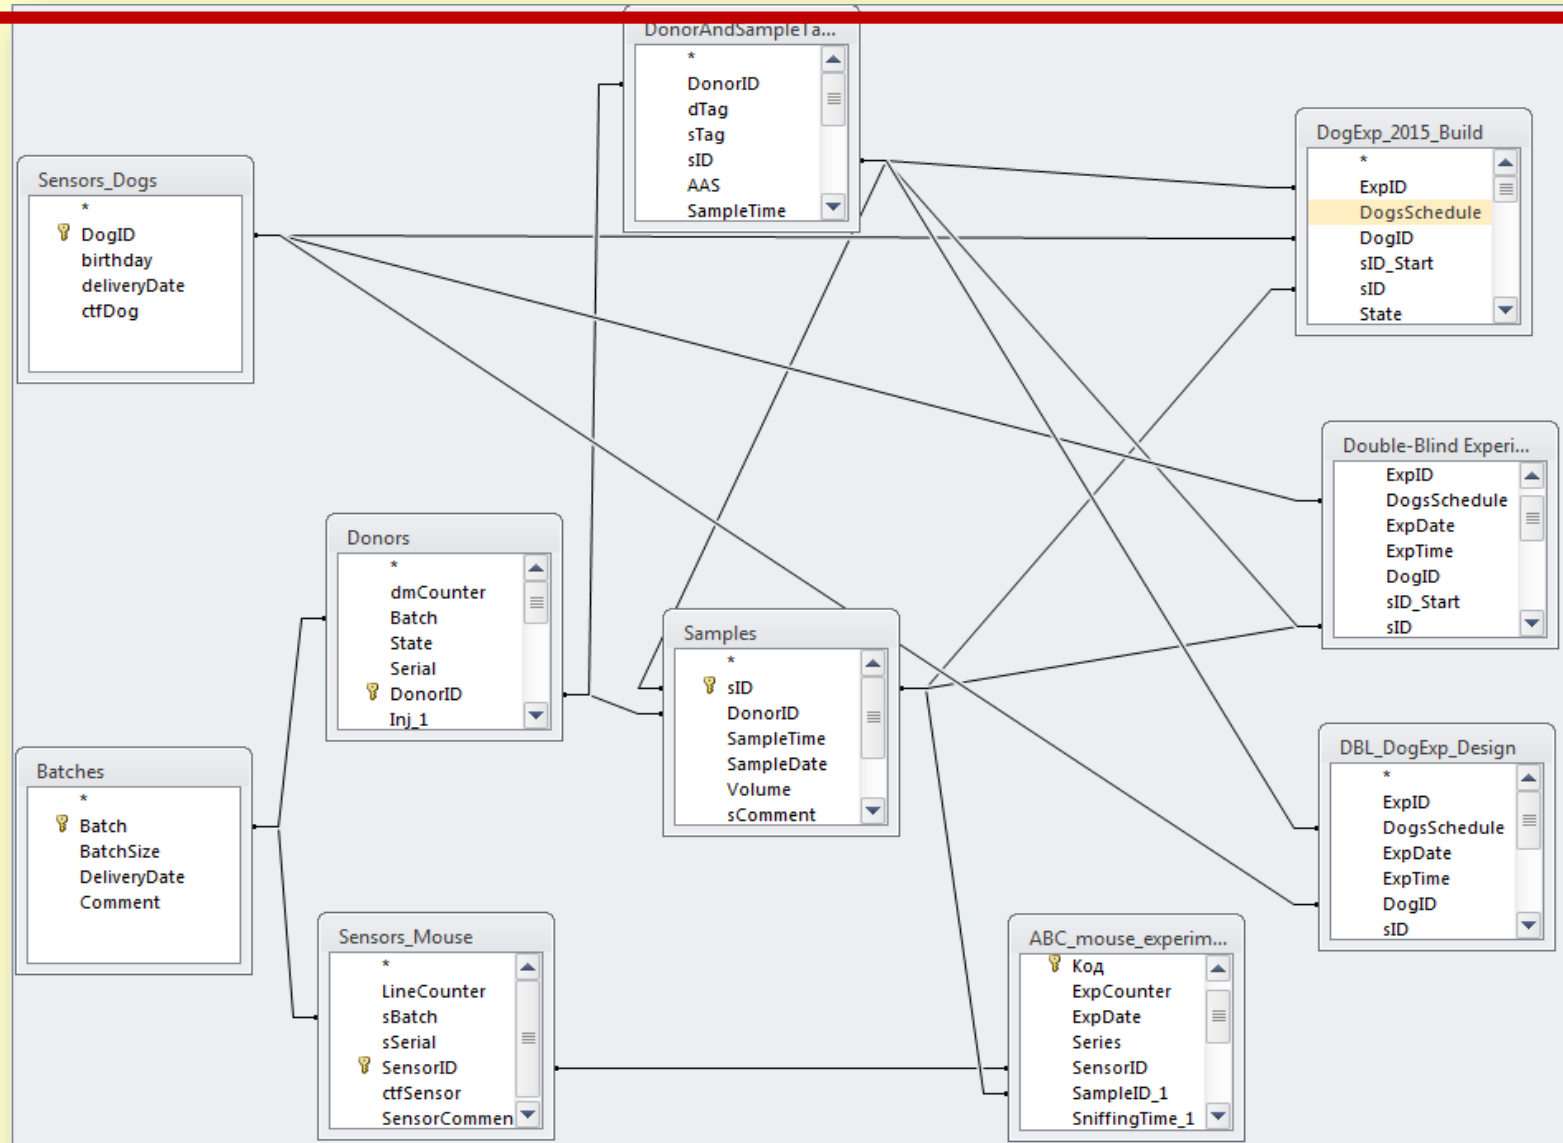 DonorAndSampleTa...
*
DonorID
dTag
sTag
sID
AAS
SampleTime
DogExp_2015_Build
*
ExpID
DogsSchedule
DogID
sID_Start
sID
State
Sensors_Dogs
*
DogID
birthday
deliveryDate
ctfDog
Double-Blind Experi...
ExpID
DogsSchedule
ExpDate
ExpTime
DogID
sID_Start
sID
Donors
*
dmCounter
Batch
State
Serial
DonorID
Inj_1
Samples
*
sID
DonorID
SampleTime
SampleDate
Volume
sComment
DBL_DogExp_Design
*
ExpID
DogsSchedule
ExpDate
ExpTime
DogID
sID
Batches
*
Batch
BatchSize
DeliveryDate
Comment
Sensors_Mouse
*
LineCounter
sBatch
sSerial
SensorID
ctfSensor
SensorCommen
ABC_mouse_experim...
Код
ExpCounter
ExpDate
Series
SensorID
SampleID_1
SniffingTime_1